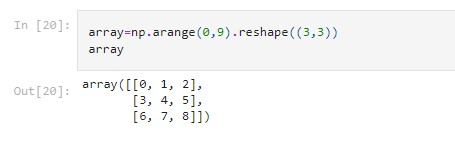 In [20]:
array=np.arange(0,9).reshape((3,3))
array
Out[20]:
array([[0, 1, 2],
       [3, 4, 5],
       [6, 7, 8]])